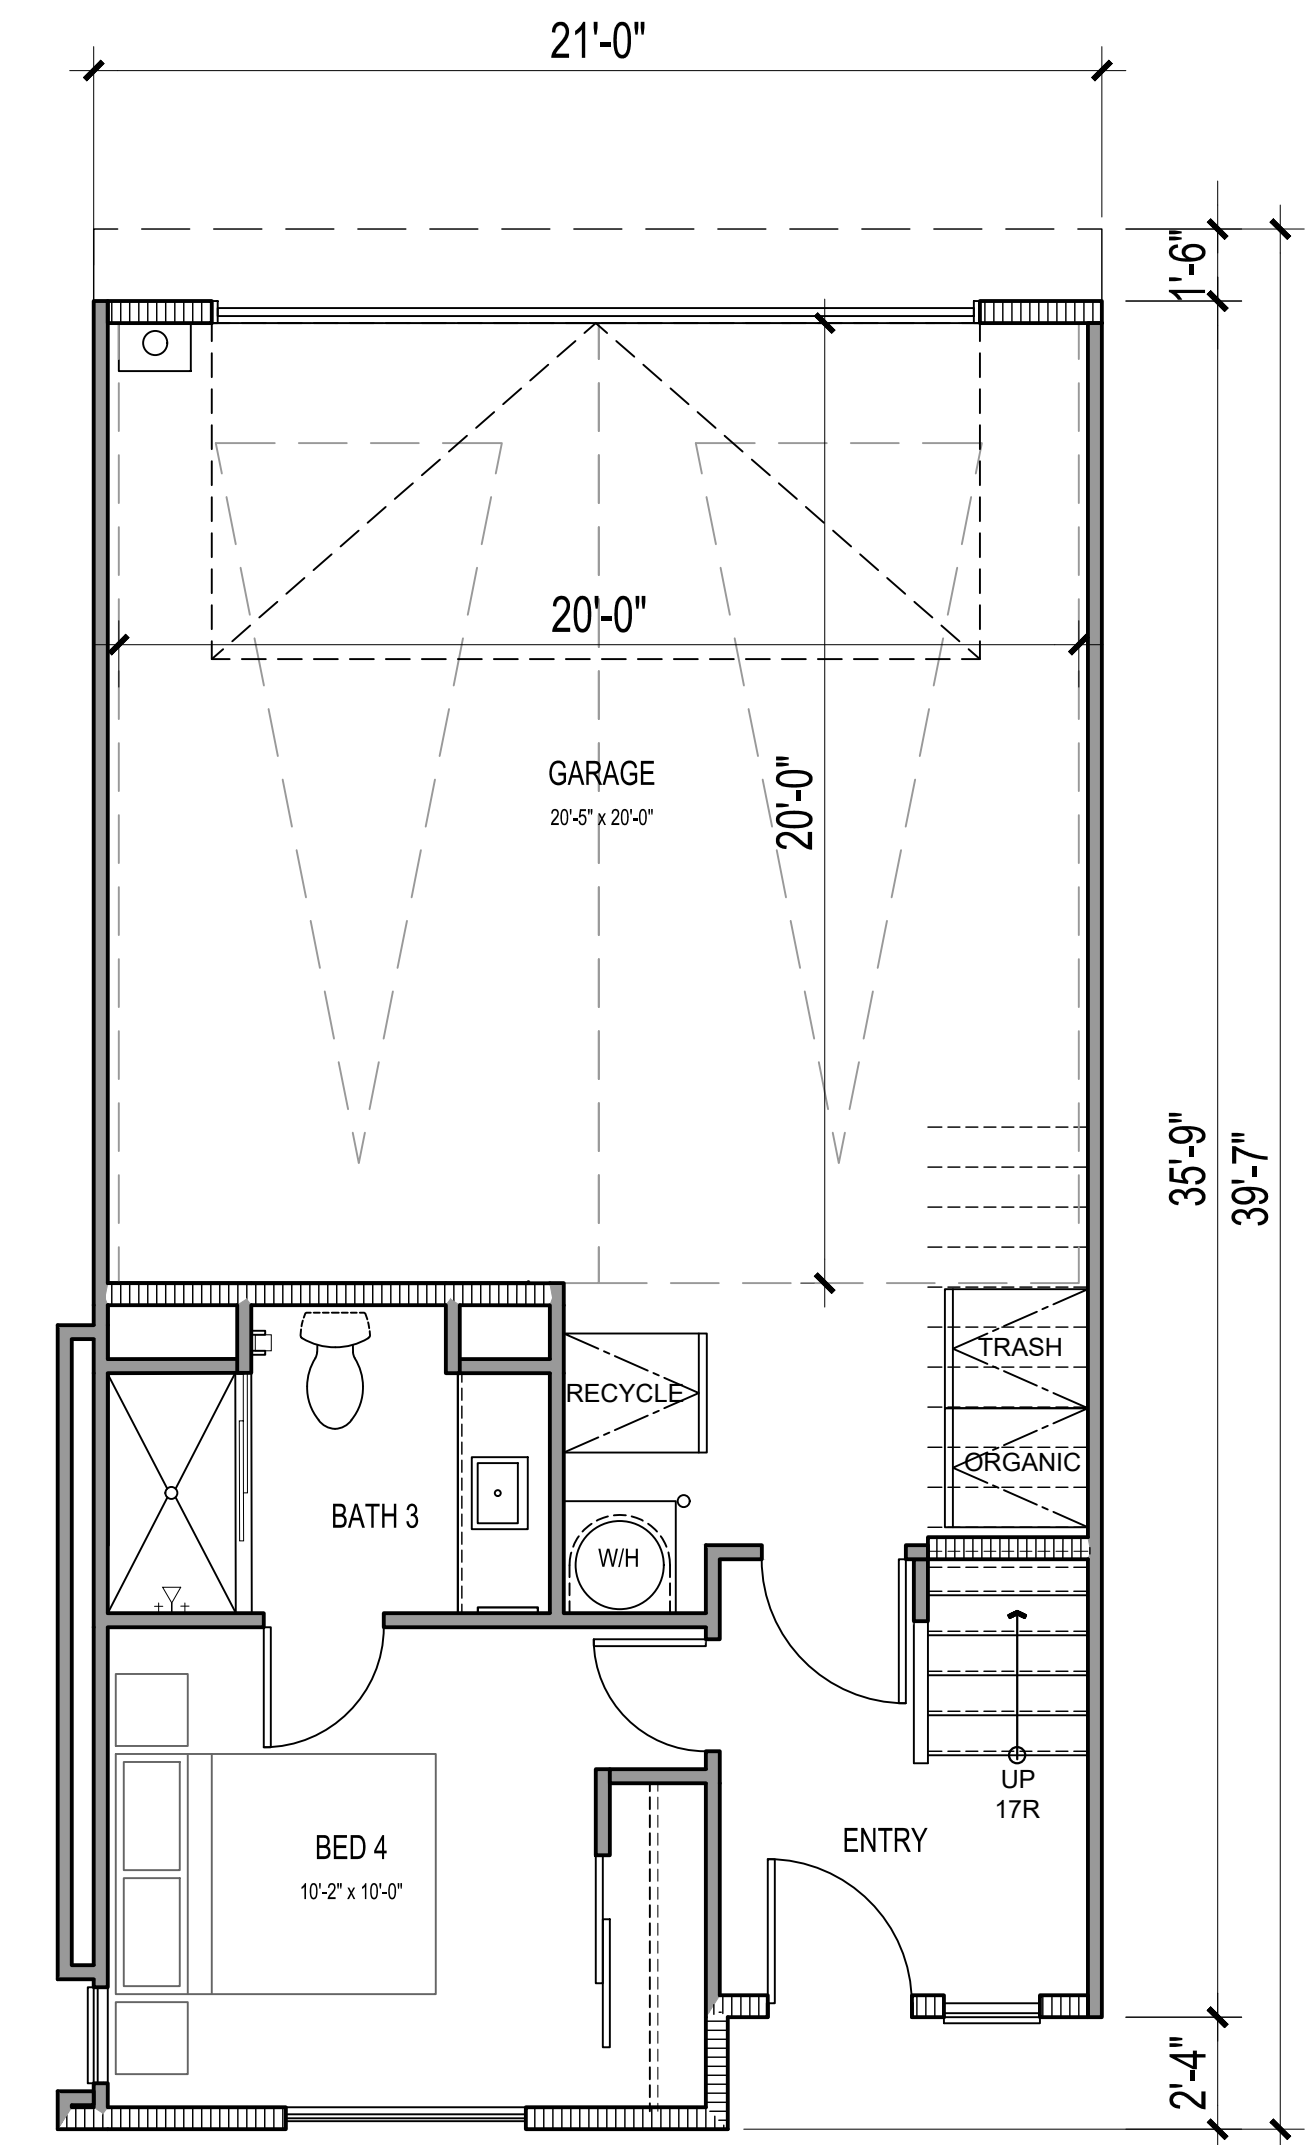 21'-0"
1'-6"
20'-0"
GARAGE
20'-5" x 20'-0"
20'-0"
35'-9"
39'-7"
TRASH
RECYCLE
ORGANIC
BATH 3
W/H
UP
17R
ENTRY
BED 4
10'-2" x 10'-0"
2'-4"